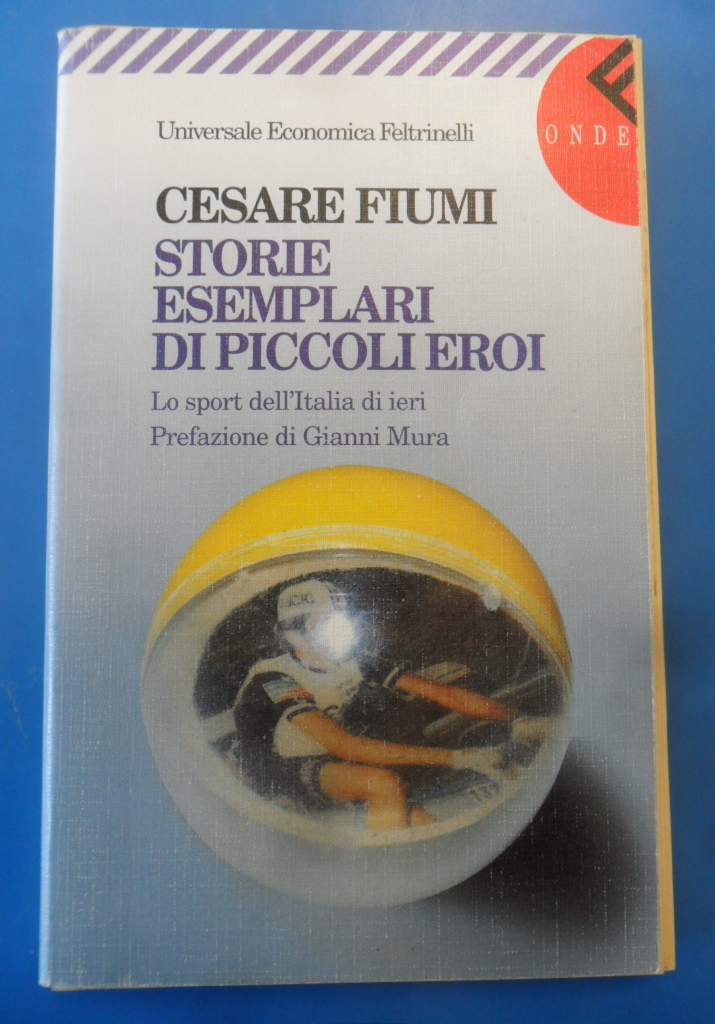 Universale Economica Feltrinelli
ONDE
CESARE FIUMI
STORIE
ESEMPLARI
DI PICCOLI EROI
Lo sport dell'Italia di ieri
Prefazione di Gianni Mura